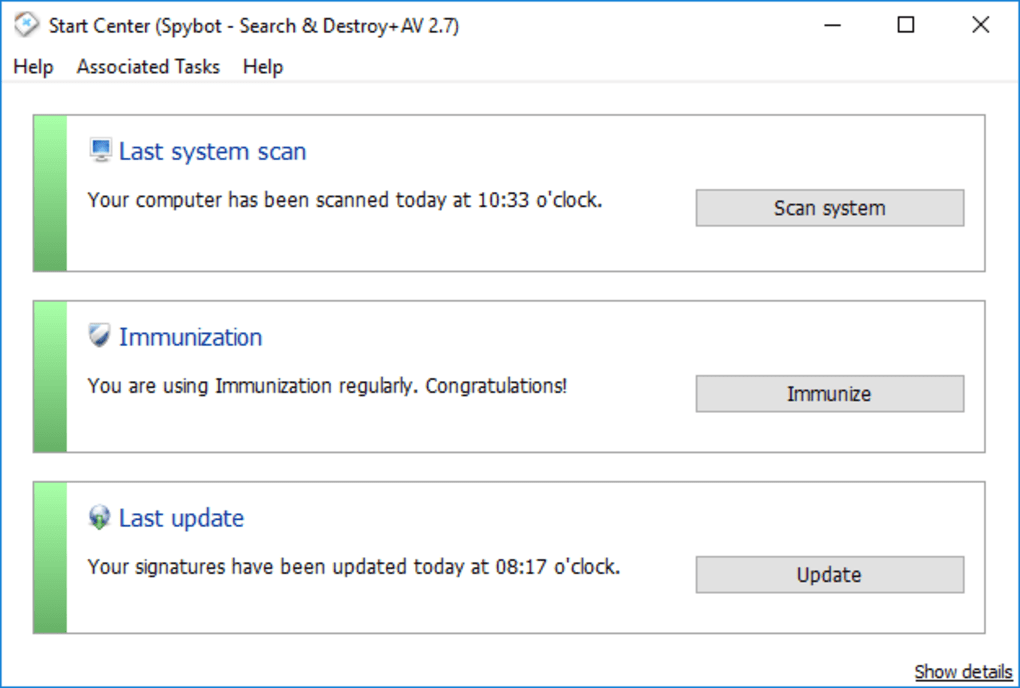 Start Center (Spybot - Search & Destroy+AV 2.7)
Help Associated Tasks Help
Last system scan
Your computer has been scanned today at 10:33 o'clock.
Scan system
Immunization
You are using Immunization regularly. Congratulations!
Immunize
Last update
Your signatures have been updated today at 08:17 o'clock.
Update
Show details